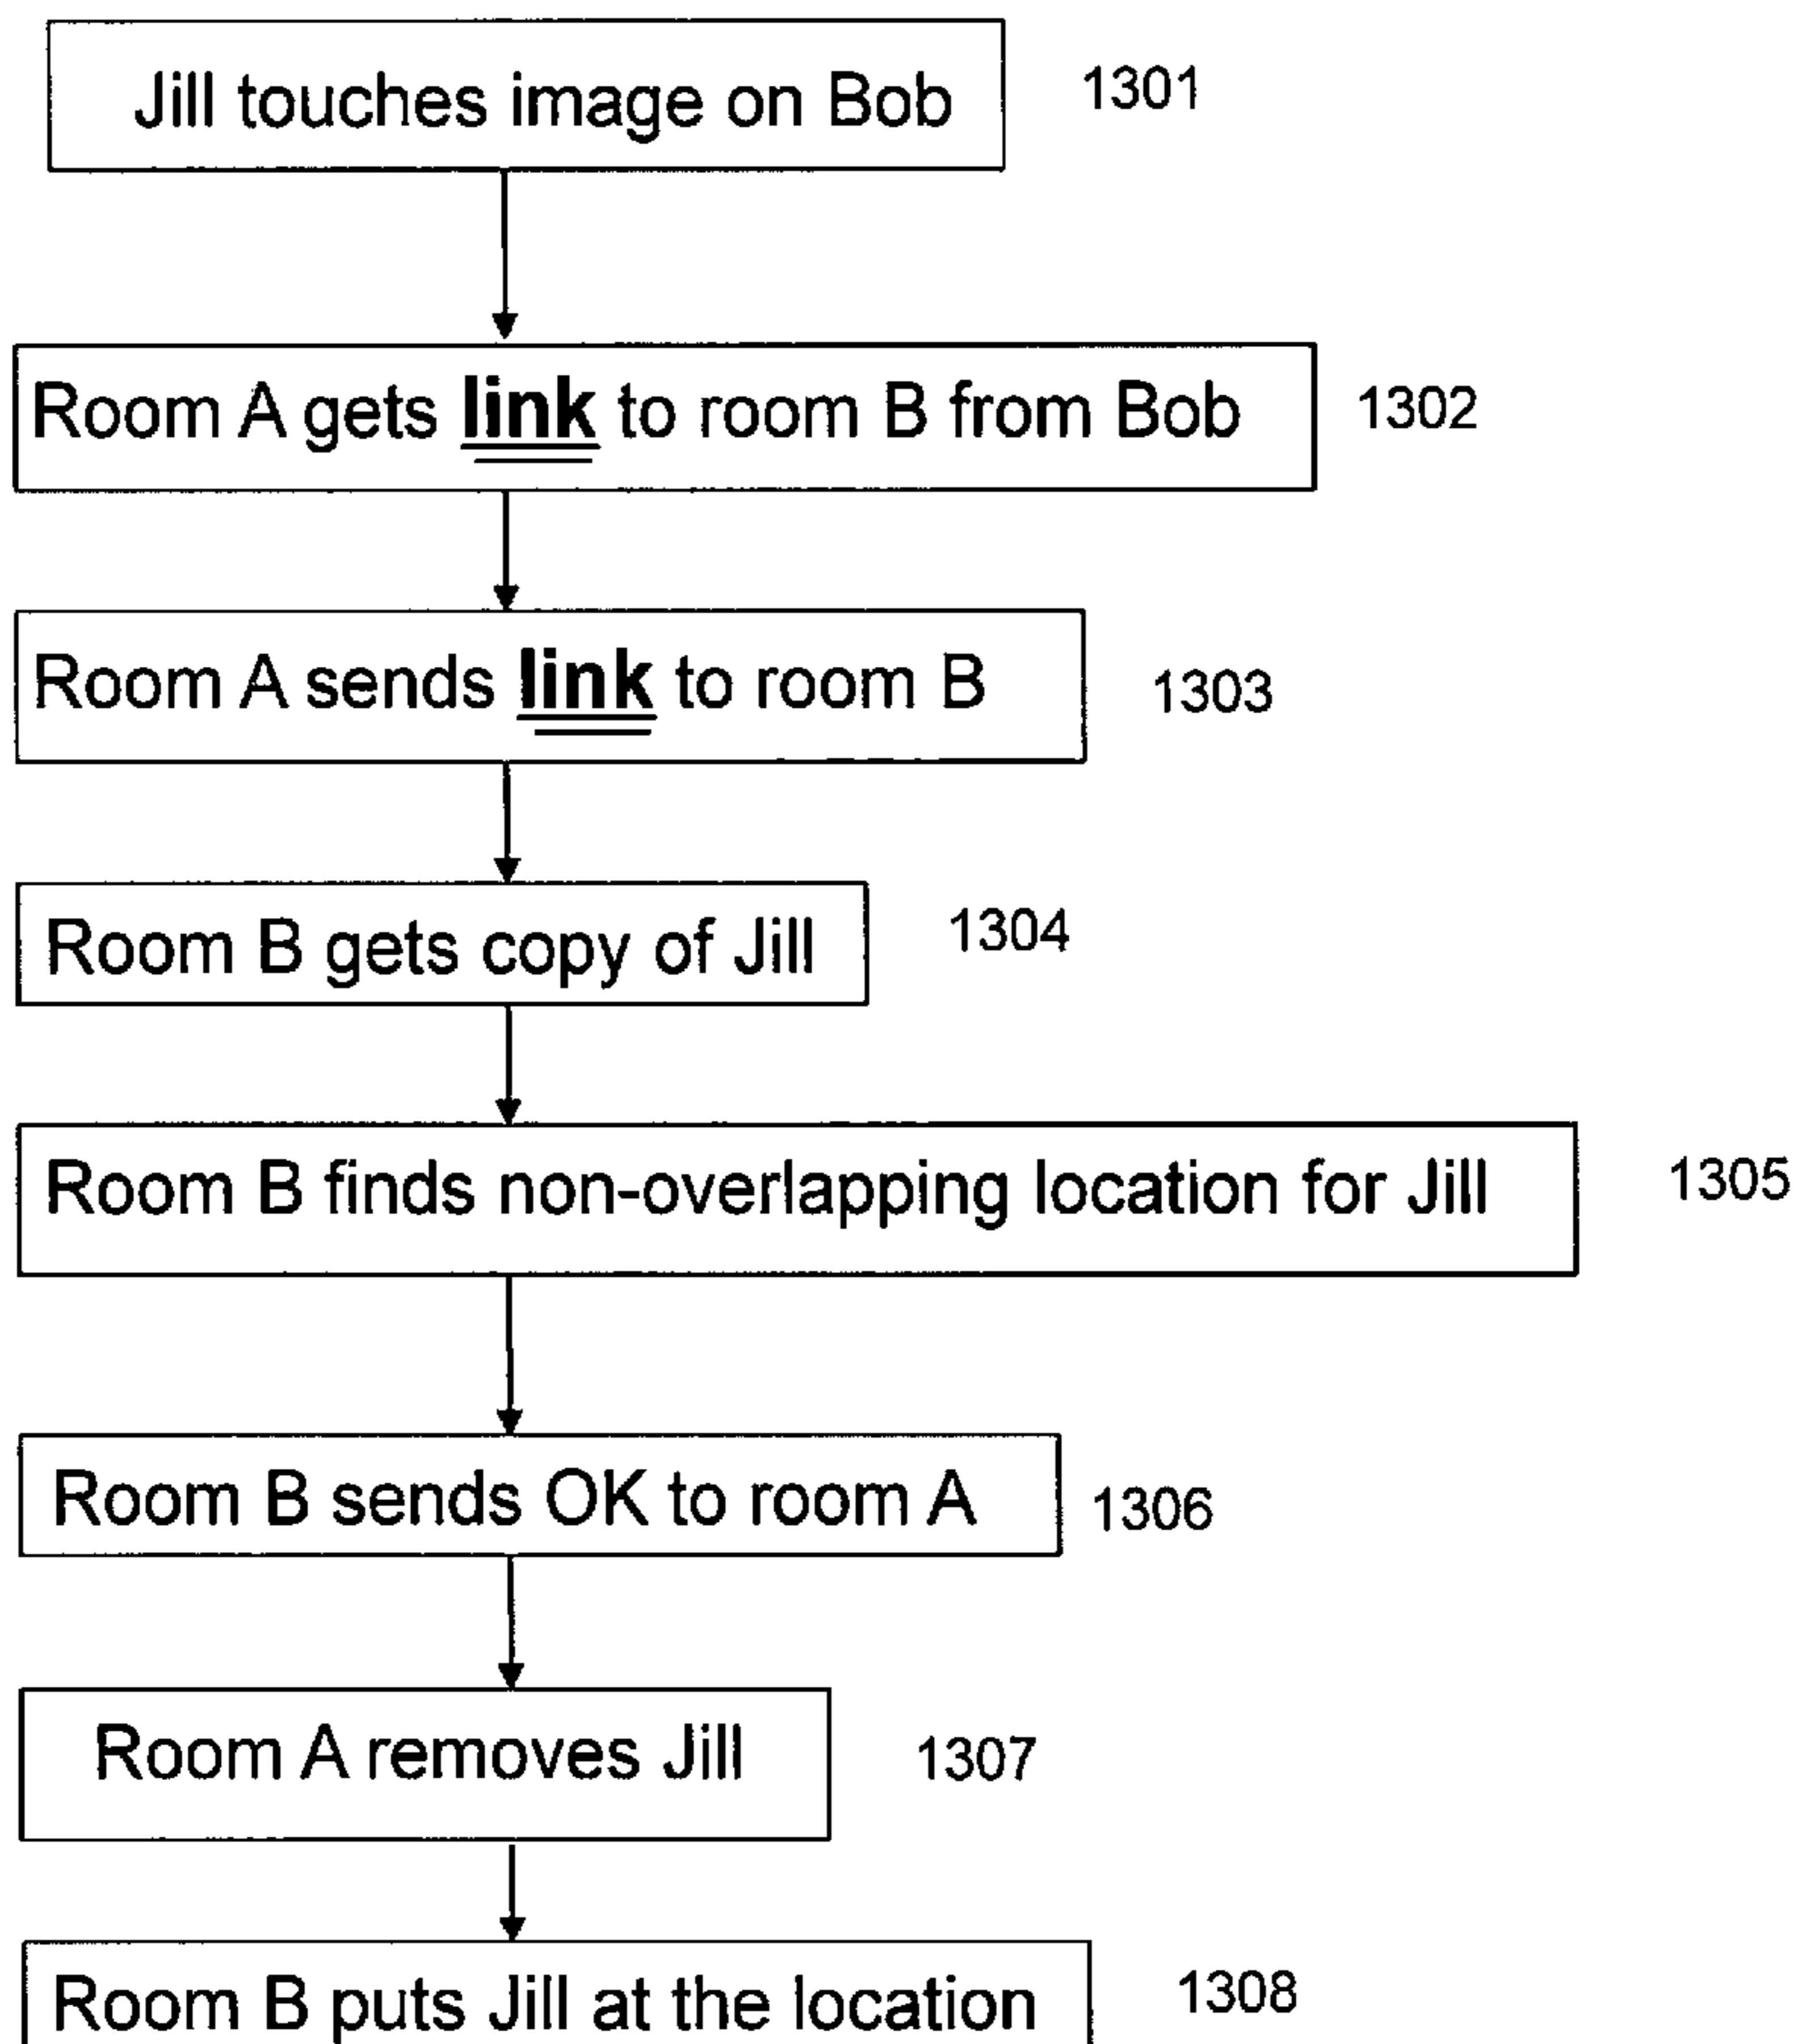 Jill touches image on Bob 1301
Room A gets link to room B from Bob 1302
Room A sends link to room B 1303
Room B gets copy of Jill 1304
Room B finds non-overlapping location for Jill 1305
Room B sends OK to room A 1306
Room A removes Jill 1307
Room B puts Jill at the location 1308